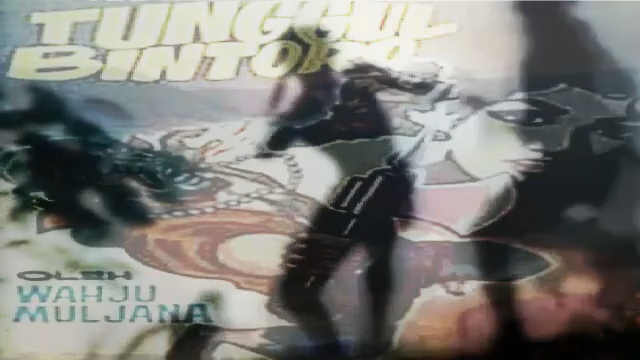 TUNGGUL
BINTORO
OLEH
WAHJU
MULJANA